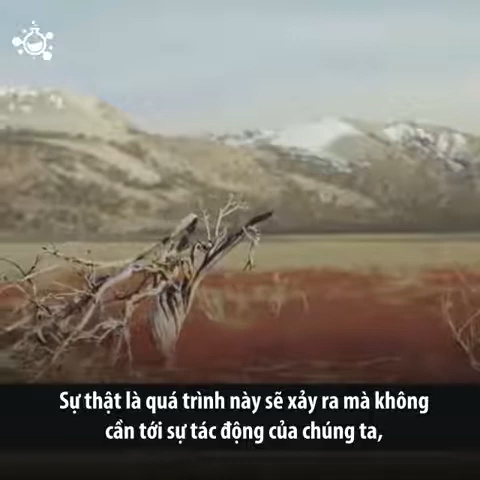 Sự thật là quá trình này sẽ xảy ra mà không
cần tới sự tác động của chúng ta,